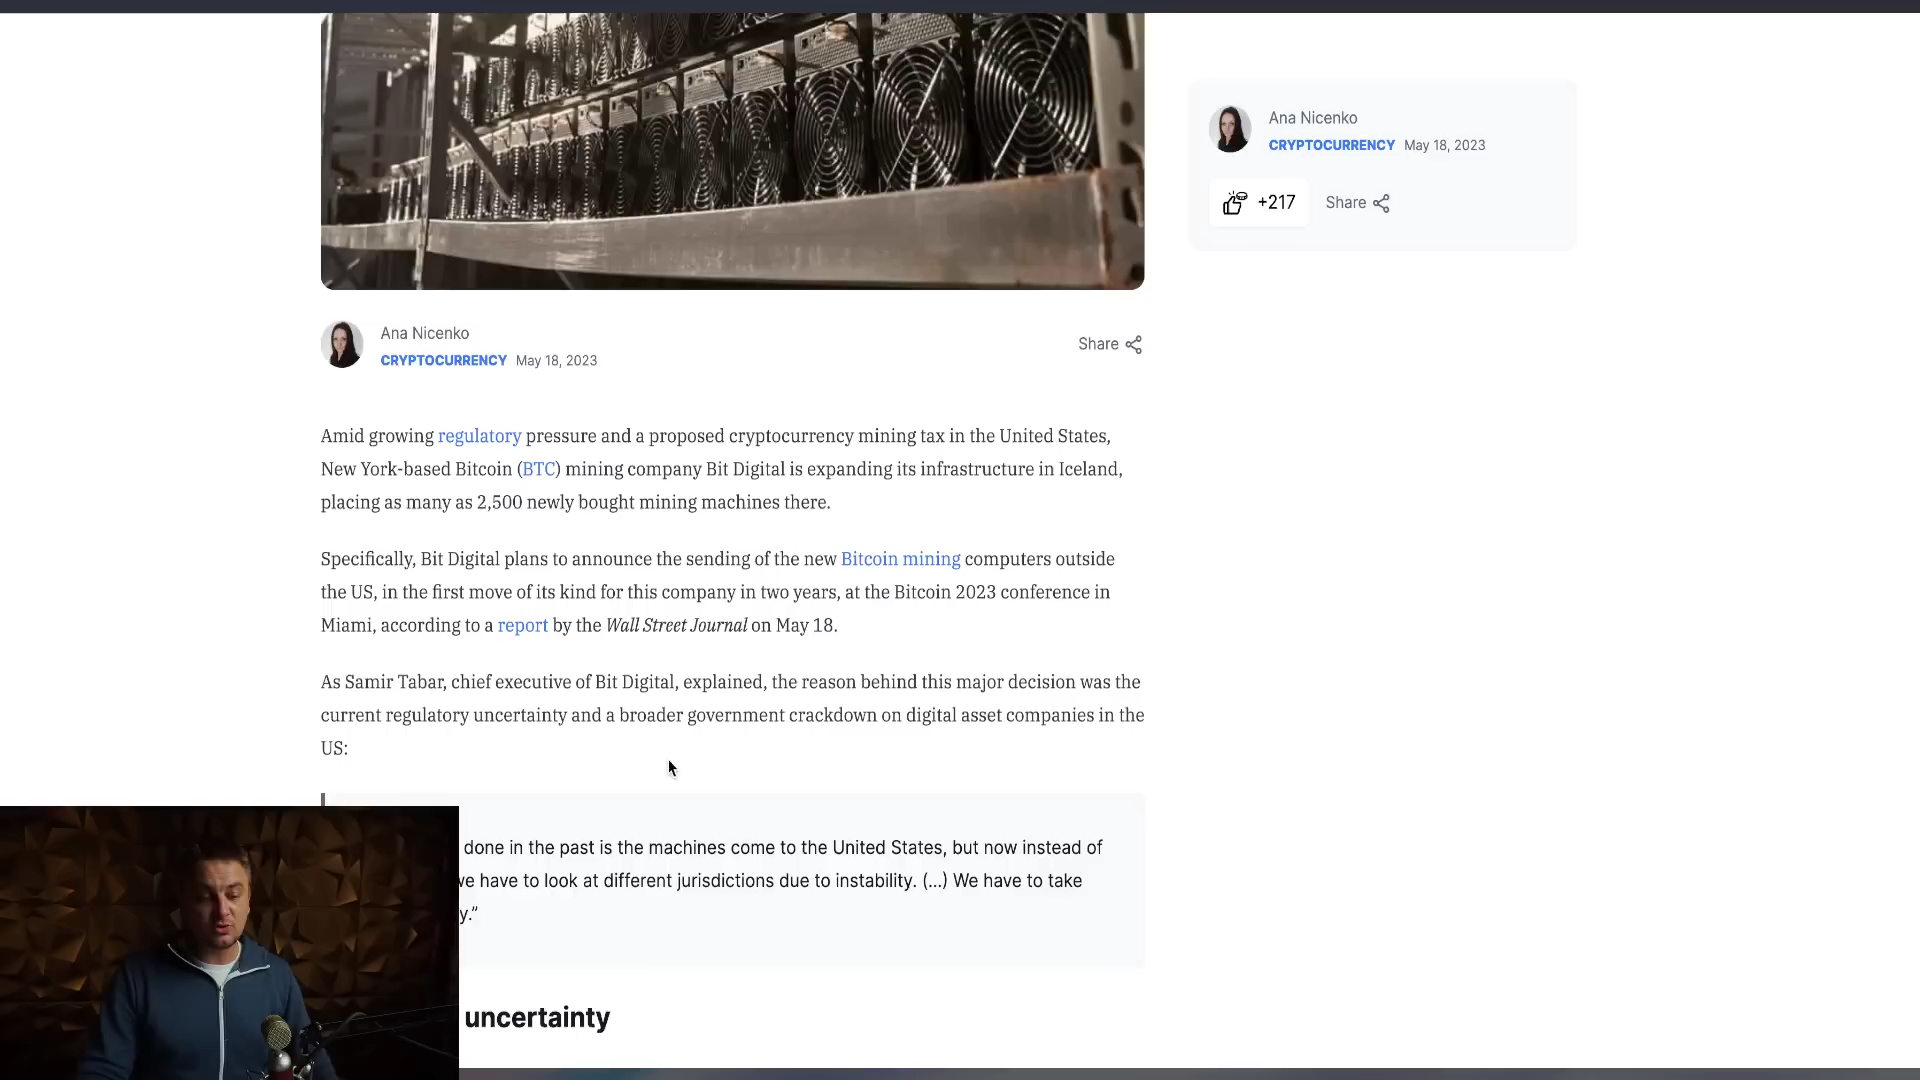 Ana Nicenko
CRYPTOCURRENCY May 18, 2023
+217 Share
Ana Nicenko
CRYPTOCURRENCY May 18, 2023
Share
Amid growing regulatory pressure and a proposed cryptocurrency mining tax in the United States,
New York-based Bitcoin (BTC) mining company Bit Digital is expanding its infrastructure in Iceland,
placing as many as 2,500 newly bought mining machines there.
Specifically, Bit Digital plans to announce the sending of the new Bitcoin mining computers outside
the US, in the first move of its kind for this company in two years, at the Bitcoin 2023 conference in
Miami, according to a report by the Wall Street Journal on May 18.
As Samir Tabar, chief executive of Bit Digital, explained, the reason behind this major decision was the
current regulatory uncertainty and a broader government crackdown on digital asset companies in the
US:
done in the past is the machines come to the United States, but now instead of
we have to look at different jurisdictions due to instability. (...) We have to take
y.”
uncertainty